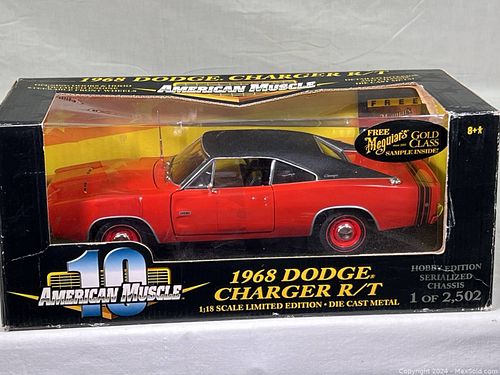 1968 DODGE CHARGER R/T
AMERICAN MUSCLE
FREE
FREE
Meguiar's
GOLD
CLASS
SAMPLE INSIDE!
8+
Charger
10
AMERICAN MUSCLE
1968 DODGE
CHARGER R/T
1:18 SCALE LIMITED EDITION • DIE CAST METAL
HOBBY EDITION
SERIALIZED
CHASSIS
1 OF 2,502
Copyright 2024 - MaxSold.com